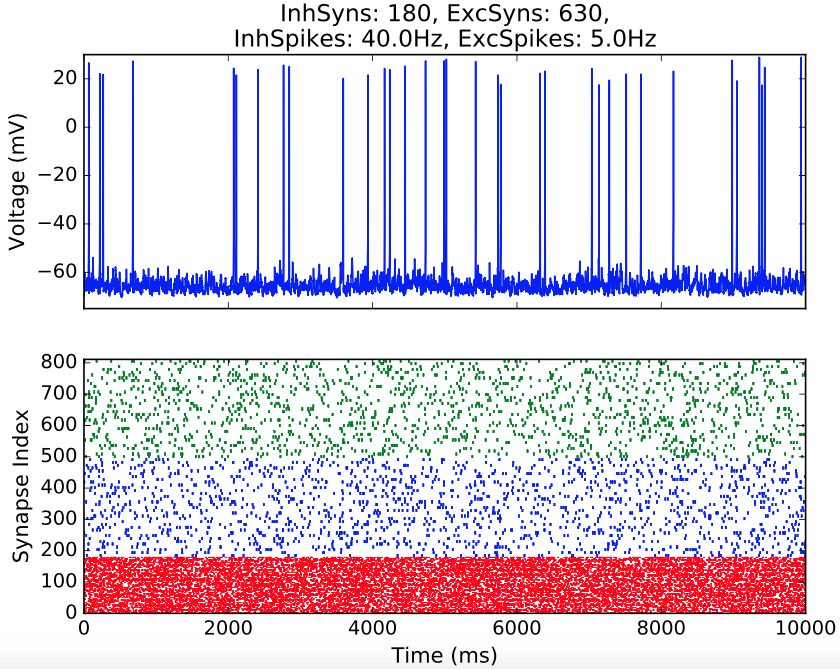 InhSyns: 180, ExcSyns: 630,
InhSpikes: 40.0Hz, ExcSpikes: 5.0Hz
Voltage (mV)
20
0
−20
−40
−60
Synapse Index
800
700
600
500
400
300
200
100
0
0 2000 4000 6000 8000 10000
Time (ms)